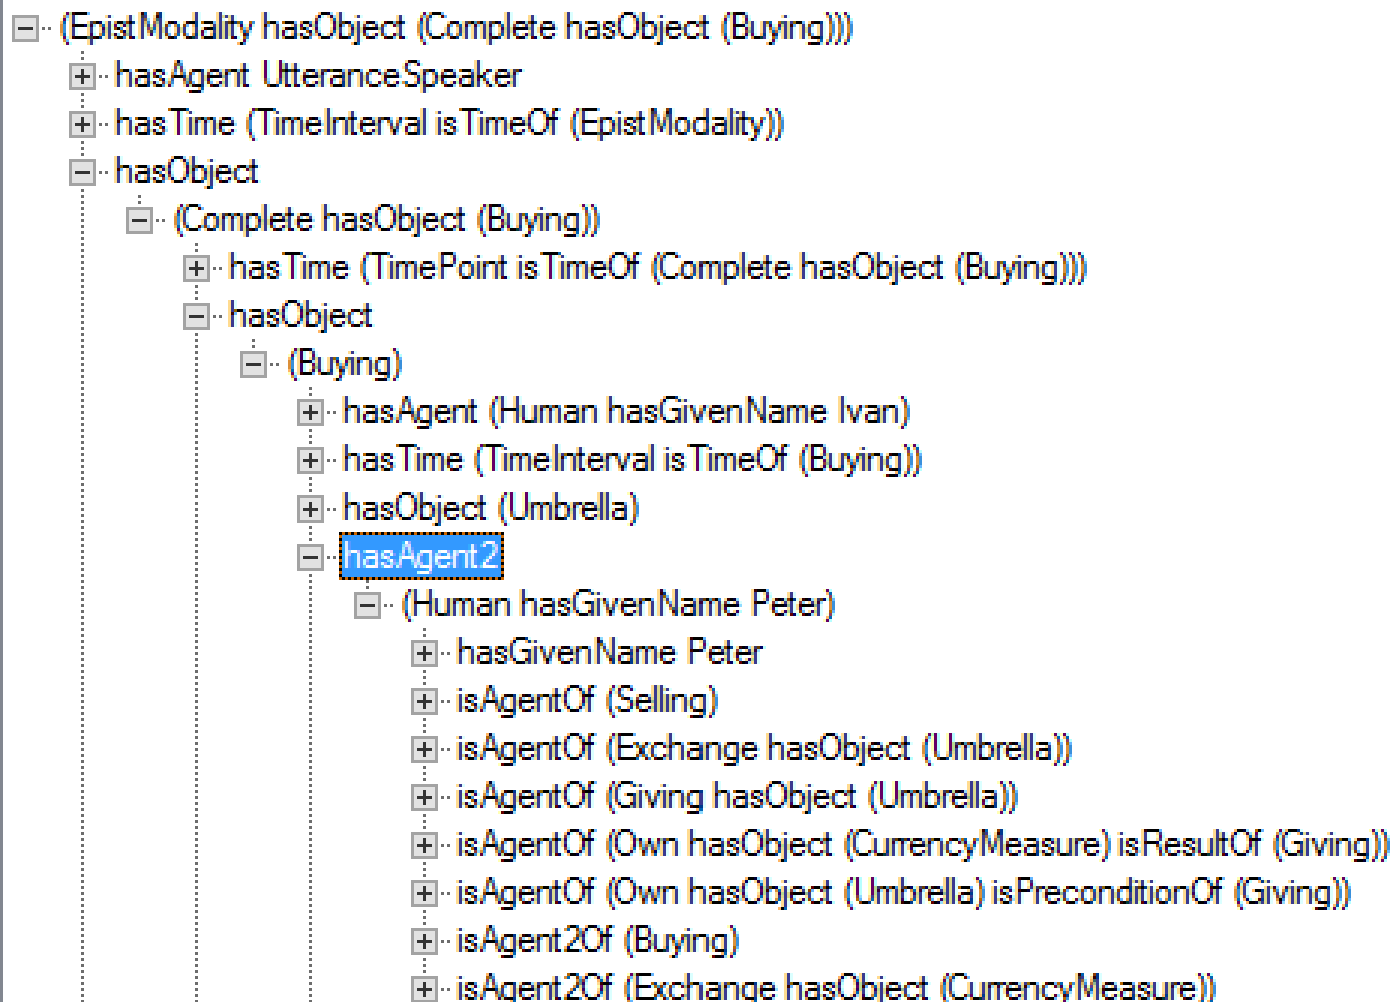 (EpistModality hasObject (Complete hasObject (Buying)))
hasAgent UtteranceSpeaker
hasTime (TimeInterval isTimeOf (EpistModality))
hasObject
(Complete hasObject (Buying))
hasTime (TimePoint isTimeOf (Complete hasObject (Buying)))
hasObject
(Buying)
hasAgent (Human hasGivenName Ivan)
hasTime (TimeInterval isTimeOf (Buying))
hasObject (Umbrella)
hasAgent2
(Human hasGivenName Peter)
hasGivenName Peter
isAgentOf (Selling)
isAgentOf (Exchange hasObject (Umbrella))
isAgentOf (Giving hasObject (Umbrella))
isAgentOf (Own hasObject (CurrencyMeasure) isResultOf (Giving))
isAgentOf (Own hasObject (Umbrella) isPreconditionOf (Giving))
isAgent2Of (Buying)
isAgent2Of (Exchange hasObject (CurrencyMeasure))